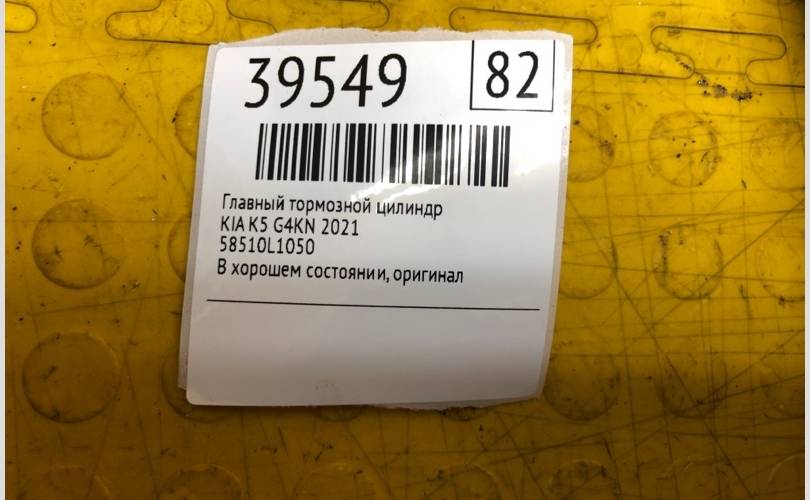 39549
82
Главный тормозной цилиндр
KIA K5 G4KN 2021
58510L1050
В хорошем состоянии, оригинал